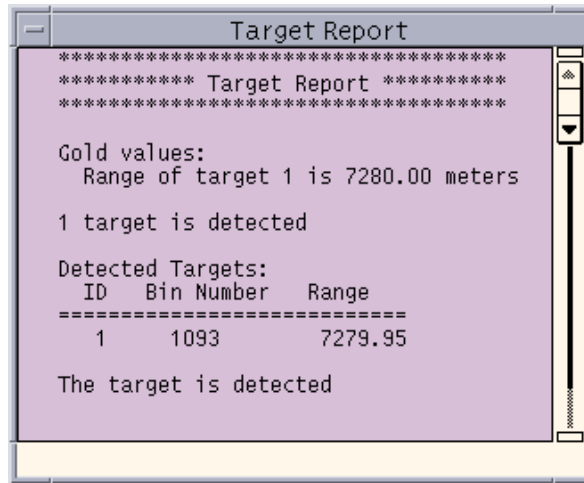 Target Report
************************************
*********** Target Report **********
************************************
Gold values:
Range of target 1 is 7280.00 meters
1 target is detected
Detected Targets:
ID Bin Number Range
============================
1 1093 7279.95
The target is detected